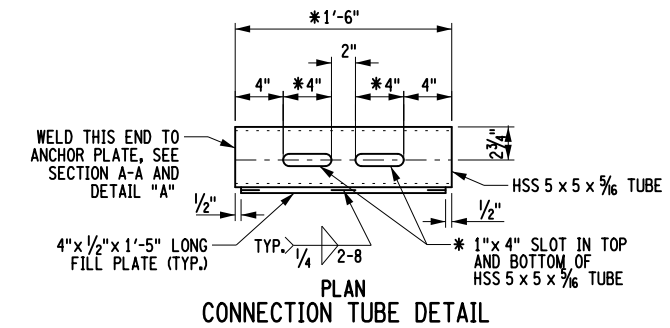 *1'-6"
2"
4" *4" *4" 4"
2¾"
WELD THIS END TO
ANCHOR PLATE, SEE
SECTION A-A AND
DETAIL "A"
HSS 5 x 5 x 5⁄16 TUBE
½" ½"
4"x ½"x 1'-5" LONG
FILL PLATE (TYP.)
TYP. 1/4 2-8
* 1"x 4" SLOT IN TOP
AND BOTTOM OF
HSS 5 x 5 x 5⁄16 TUBE
PLAN
CONNECTION TUBE DETAIL